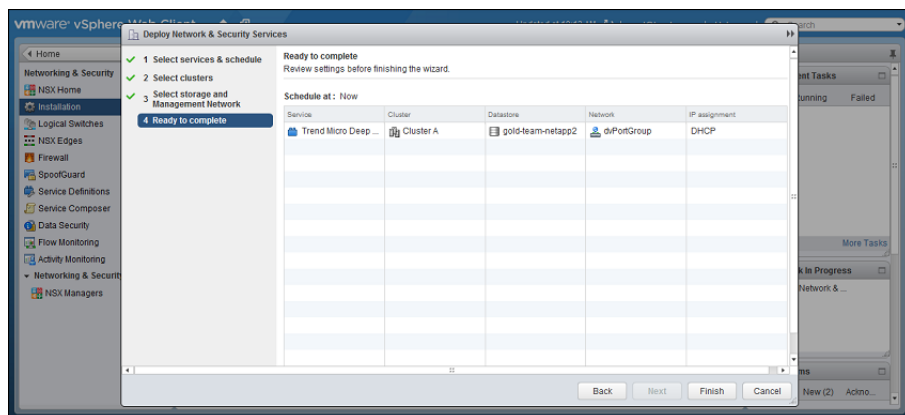 vmware® vSphere Web Client
Search
Deploy Network & Security Services
Home
Networking & Security
NSX Home
Installation
Logical Switches
NSX Edges
Firewall
SpoofGuard
Service Definitions
Service Composer
Data Security
Flow Monitoring
Activity Monitoring
Networking & Securit
NSX Managers
1 Select services & schedule
2 Select clusters
3 Select storage and
Management Network
4 Ready to complete
Ready to complete
Review settings before finishing the wizard.
Schedule at: Now
Service Cluster Datastore Network IP assignment
Trend Micro Deep ... Cluster A gold-team-netapp2 dvPortGroup DHCP
Back Next Finish Cancel
ent Tasks
unning Failed
More Tasks
k In Progress
Network & ...
ms
New (2) Ackno...